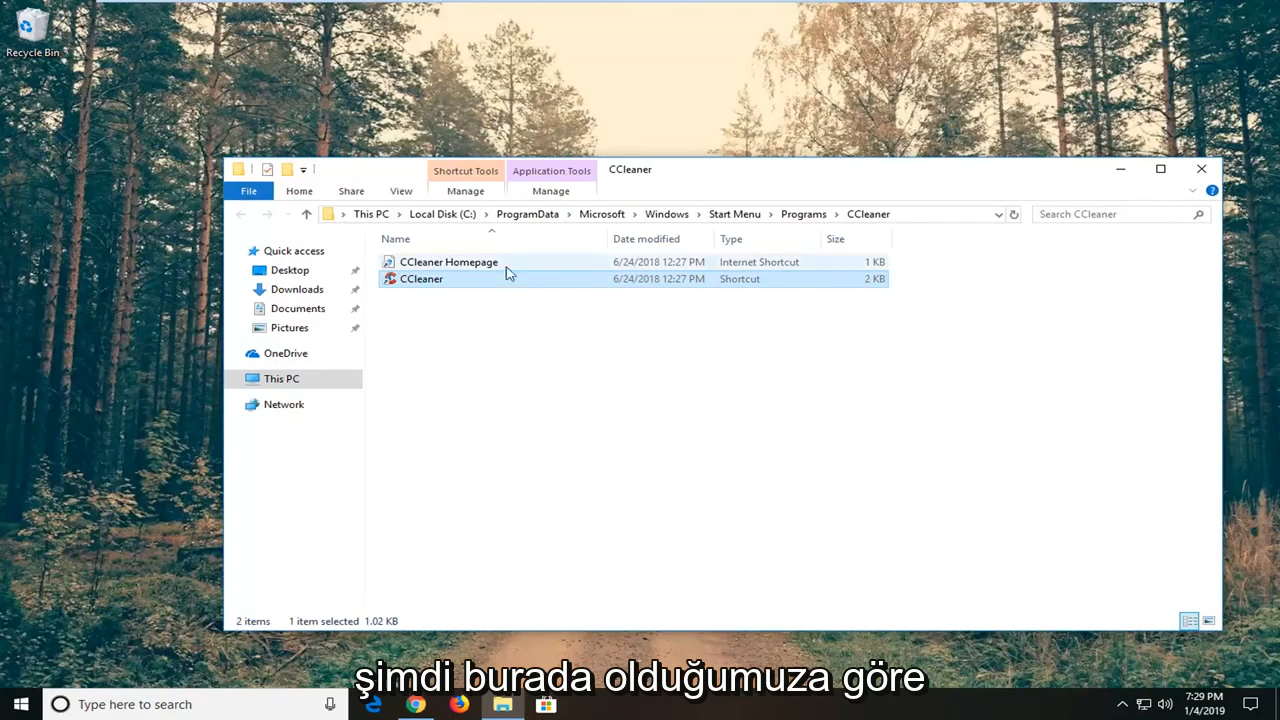 Recycle Bin
Shortcut Tools Application Tools CCleaner
File Home Share View Manage Manage
This PC Local Disk (C:) ProgramData Microsoft Windows Start Menu Programs CCleaner Search CCleaner
Name Date modified Type Size
Quick access
CCleaner Homepage 6/24/2018 12:27 PM Internet Shortcut 1 KB
CCleaner 6/24/2018 12:27 PM Shortcut 2 KB
Desktop
Downloads
Documents
Pictures
OneDrive
This PC
Network
2 items 1 item selected 1.02 KB
şimdi burada olduğumuza göre
Type here to search
7:29 PM
1/4/2019